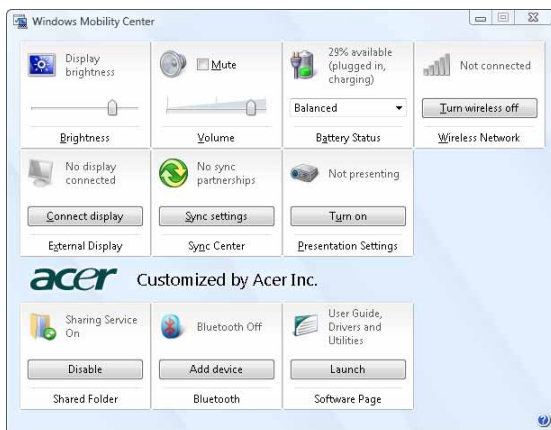 Windows Mobility Center
Display
brightness
Brightness
Mute
Volume
29% available
(plugged in,
charging)
Balanced
Battery Status
Not connected
Turn wireless off
Wireless Network
No display
connected
Connect display
External Display
No sync
partnerships
Sync settings
Sync Center
Not presenting
Turn on
Presentation Settings
acer Customized by Acer Inc.
Sharing Service
On
Disable
Shared Folder
Bluetooth Off
Add device
Bluetooth
User Guide,
Drivers and
Utilities
Launch
Software Page